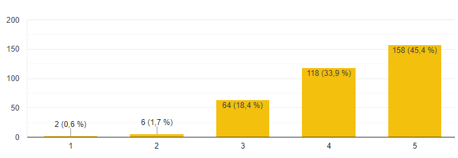 200
150
100
50
0
2 (0,6 %)
6 (1,7 %)
64 (18,4 %)
118 (33,9 %)
158 (45,4 %)
1 2 3 4 5